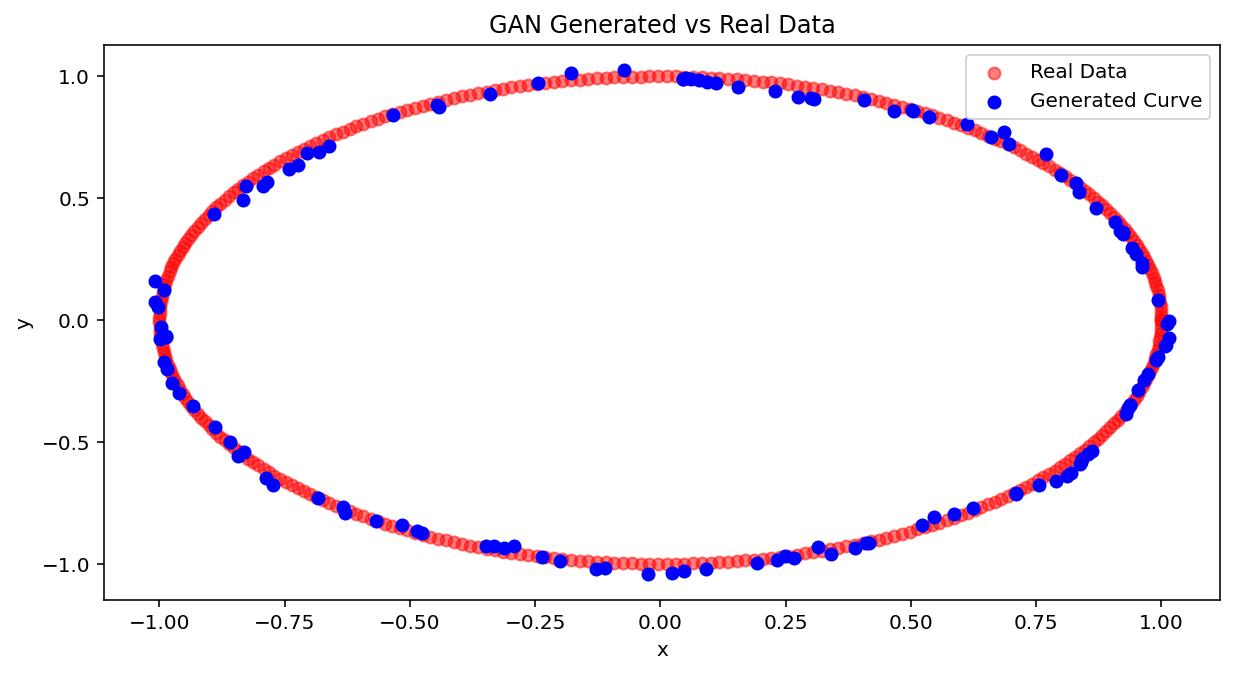 GAN Generated vs Real Data
Real Data
Generated Curve
1.0
0.5
0.0
−0.5
−1.0
y
−1.00 −0.75 −0.50 −0.25 0.00 0.25 0.50 0.75 1.00
x